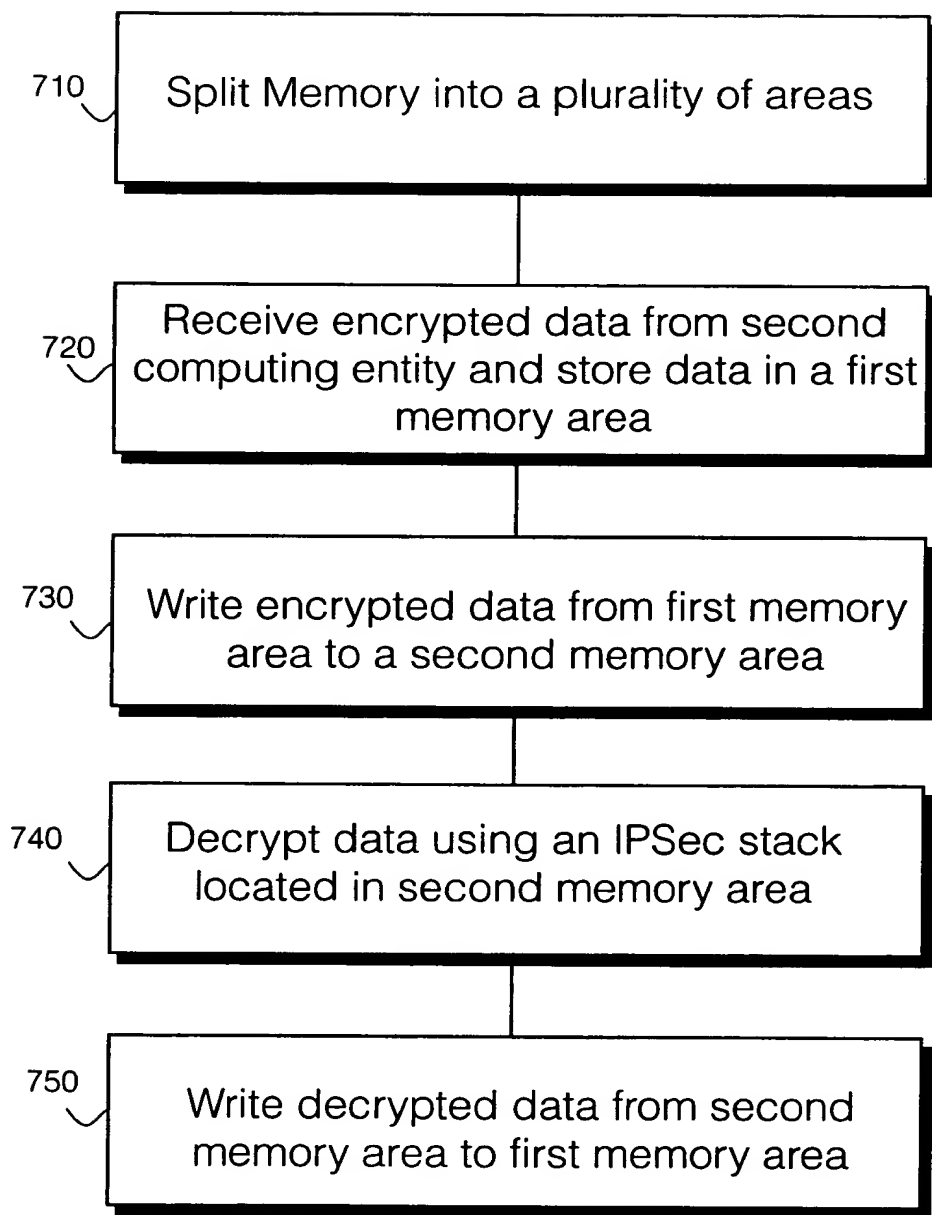 710
Split Memory into a plurality of areas
720
Receive encrypted data from second
computing entity and store data in a first
memory area
730
Write encrypted data from first memory
area to a second memory area
740
Decrypt data using an IPSec stack
located in second memory area
750
Write decrypted data from second
memory area to first memory area